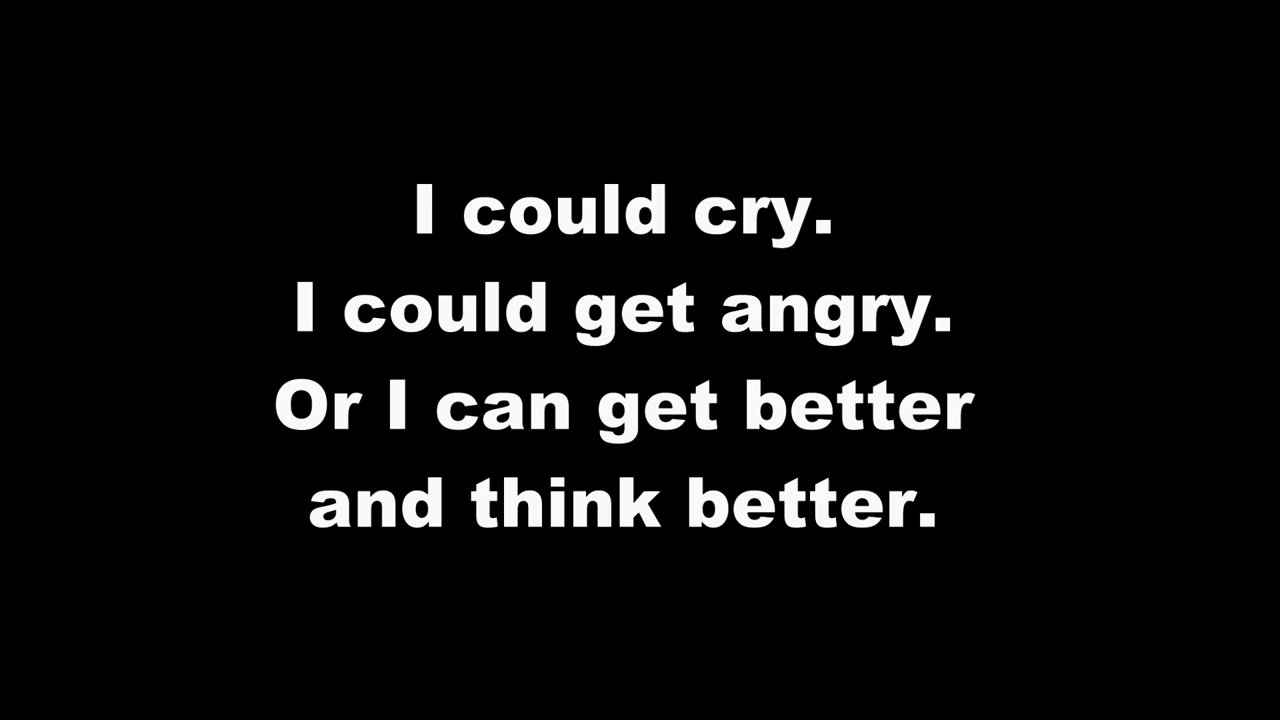 I could cry.
I could get angry.
Or I can get better
and think better.